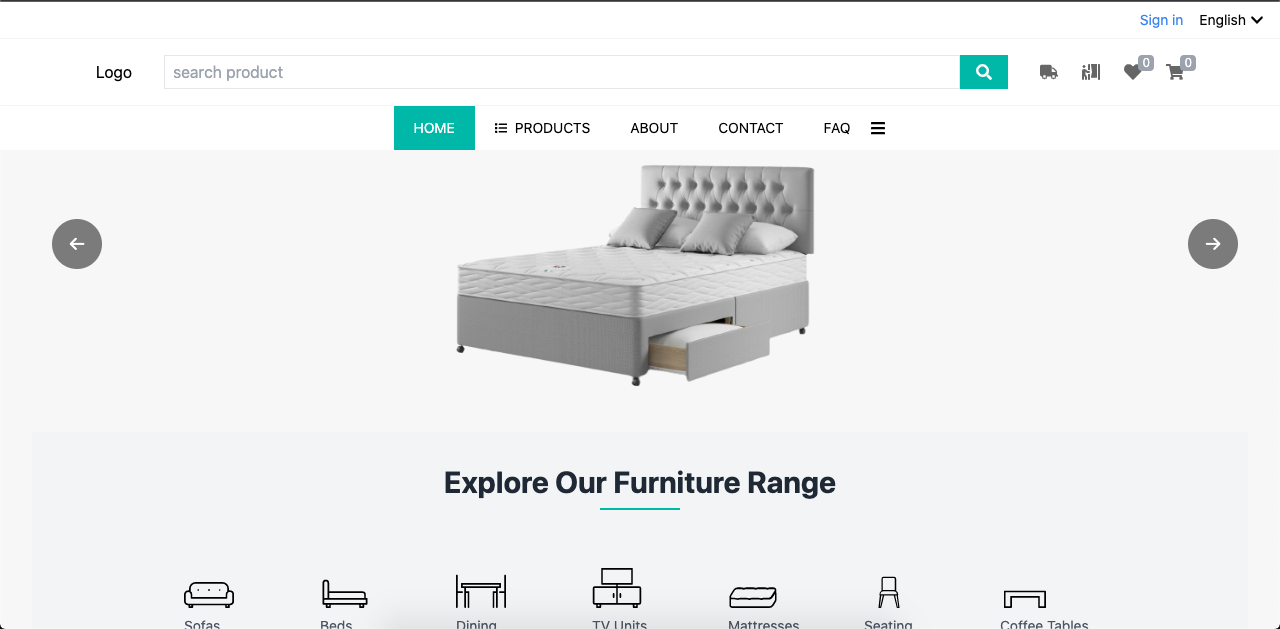 Sign in English
Logo search product 0 0
HOME PRODUCTS ABOUT CONTACT FAQ
Explore Our Furniture Range
Sofas Beds Dining TV Units Mattresses Seating Coffee Tables